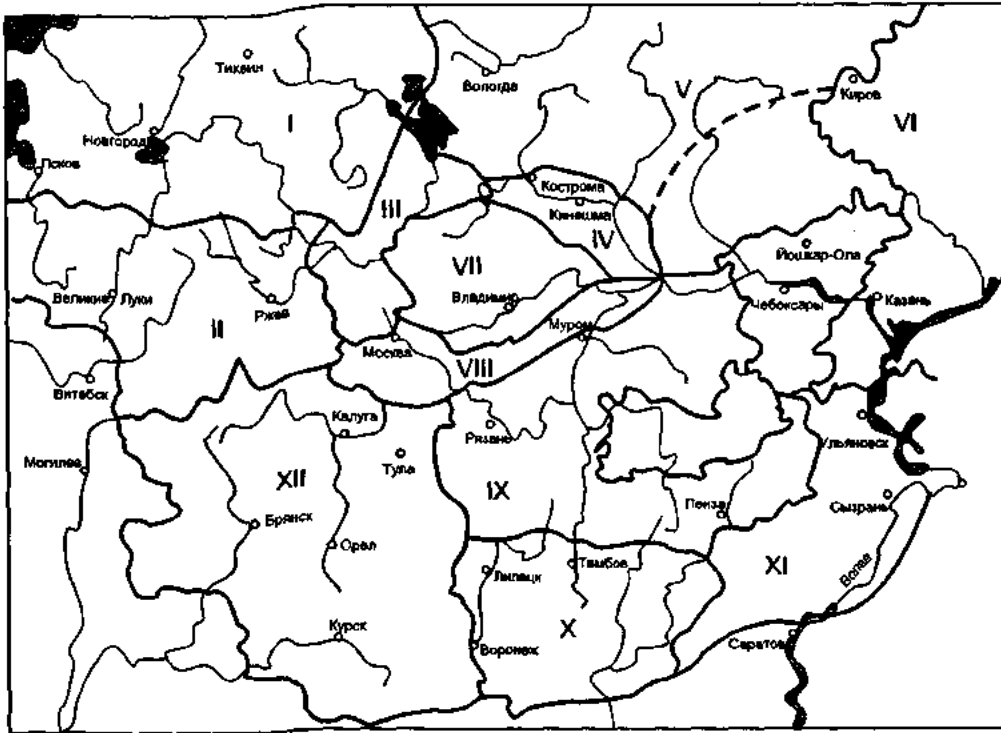 Тихвин
Вологда
V
Киров
VI
I
Новгород
Псков
Кострома
Кинешма
III
IV
Йошкар-Ола
VII
Владимир
Чебоксары
Казань
Великие Луки
Ржев
II
Муром
Москва
VIII
Витебск
Калуга
Рязань
Ульяновск
Могилев
Тула
XII
IX
Пенза
Сызрань
Брянск
Орел
Липецк
Тамбов
XI
Волга
Курск
X
Воронеж
Саратов